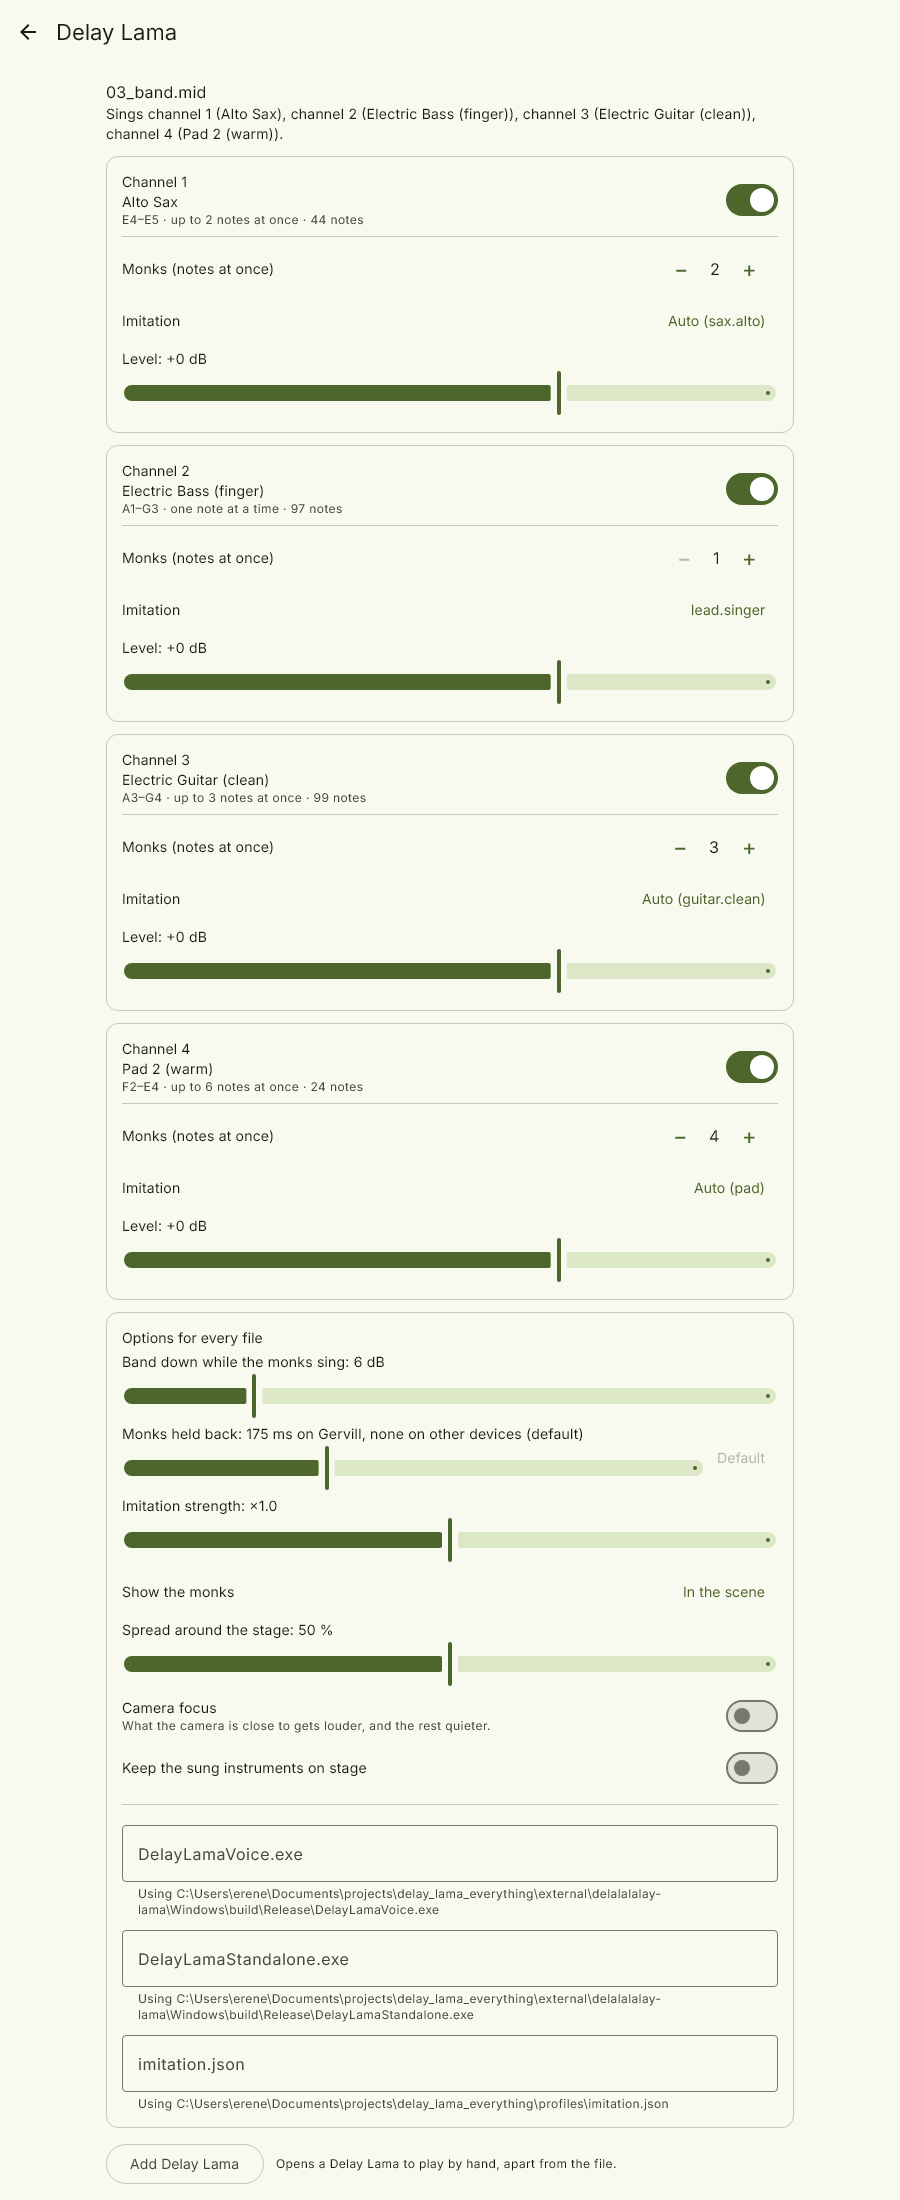 Delay Lama
03_band.mid
Sings channel 1 (Alto Sax), channel 2 (Electric Bass (finger)), channel 3 (Electric Guitar (clean)),
channel 4 (Pad 2 (warm)).
Channel 1
Alto Sax
E4–E5 · up to 2 notes at once · 44 notes
Monks (notes at once) − 2 +
Imitation Auto (sax.alto)
Level: +0 dB
Channel 2
Electric Bass (finger)
A1–G3 · one note at a time · 97 notes
Monks (notes at once) − 1 +
Imitation lead.singer
Level: +0 dB
Channel 3
Electric Guitar (clean)
A3–G4 · up to 3 notes at once · 99 notes
Monks (notes at once) − 3 +
Imitation Auto (guitar.clean)
Level: +0 dB
Channel 4
Pad 2 (warm)
F2–E4 · up to 6 notes at once · 24 notes
Monks (notes at once) − 4 +
Imitation Auto (pad)
Level: +0 dB
Options for every file
Band down while the monks sing: 6 dB
Monks held back: 175 ms on Gervill, none on other devices (default)
Default
Imitation strength: ×1.0
Show the monks In the scene
Spread around the stage: 50 %
Camera focus
What the camera is close to gets louder, and the rest quieter.
Keep the sung instruments on stage
DelayLamaVoice.exe
Using C:\Users\erene\Documents\projects\delay_lama_everything\external\delalalalay-
lama\Windows\build\Release\DelayLamaVoice.exe
DelayLamaStandalone.exe
Using C:\Users\erene\Documents\projects\delay_lama_everything\external\delalalalay-
lama\Windows\build\Release\DelayLamaStandalone.exe
imitation.json
Using C:\Users\erene\Documents\projects\delay_lama_everything\profiles\imitation.json
Add Delay Lama Opens a Delay Lama to play by hand, apart from the file.